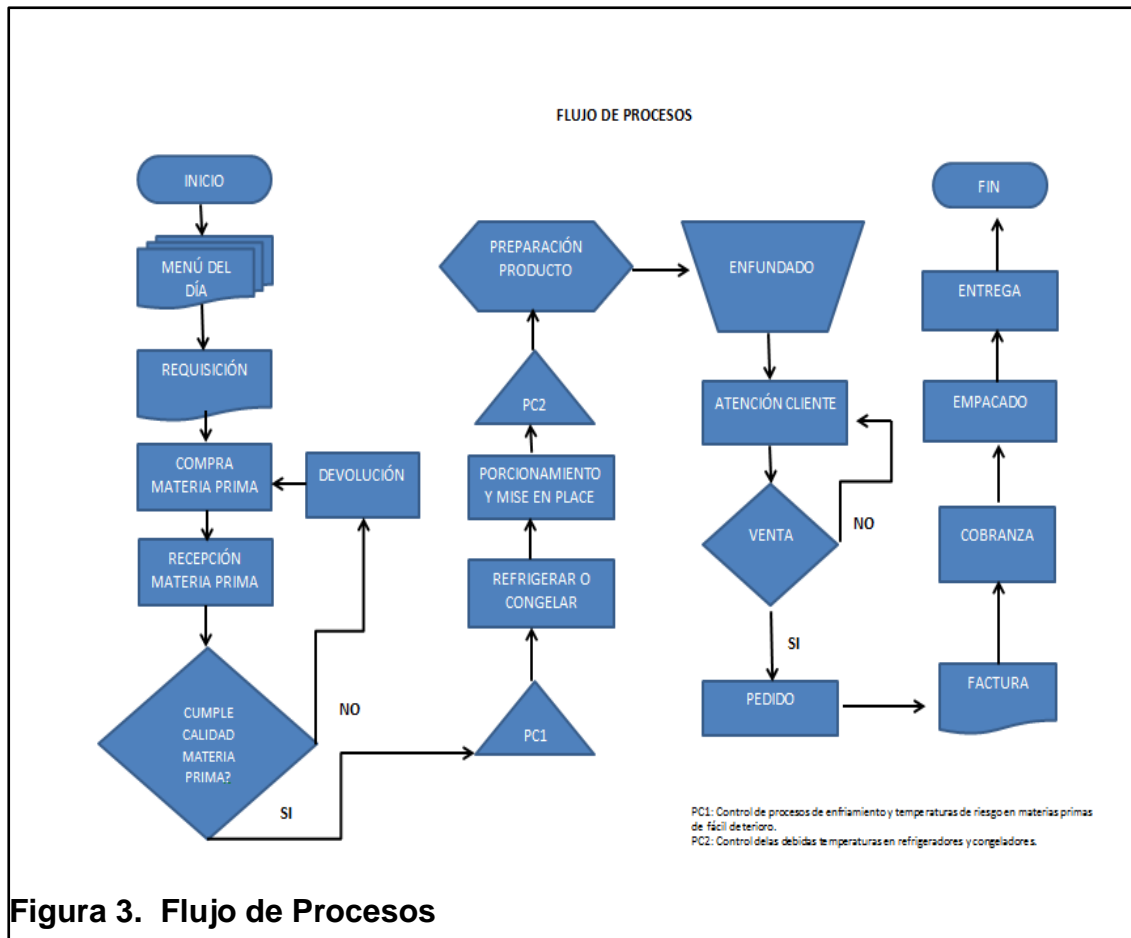 FLUJO DE PROCESOS
INICIO
MENÚ DEL
DÍA
REQUISICIÓN
COMPRA
MATERIA PRIMA
DEVOLUCIÓN
RECEPCIÓN
MATERIA PRIMA
CUMPLE
CALIDAD
MATERIA
PRIMA?
NO
SI
PC1
REFRIGERAR O
CONGELAR
PORCIONAMIENTO
Y MISE EN PLACE
PC2
PREPARACIÓN
PRODUCTO
ENFUNDADO
ATENCIÓN CLIENTE
VENTA
NO
SI
PEDIDO
FACTURA
COBRANZA
EMPACADO
ENTREGA
FIN
PC1: Control de procesos de enfriamiento y temperaturas de riesgo en materias primas
de fácil deterioro.
PC2: Control delas debidas temperaturas en refrigeradores y congeladores.
Figura 3. Flujo de Procesos